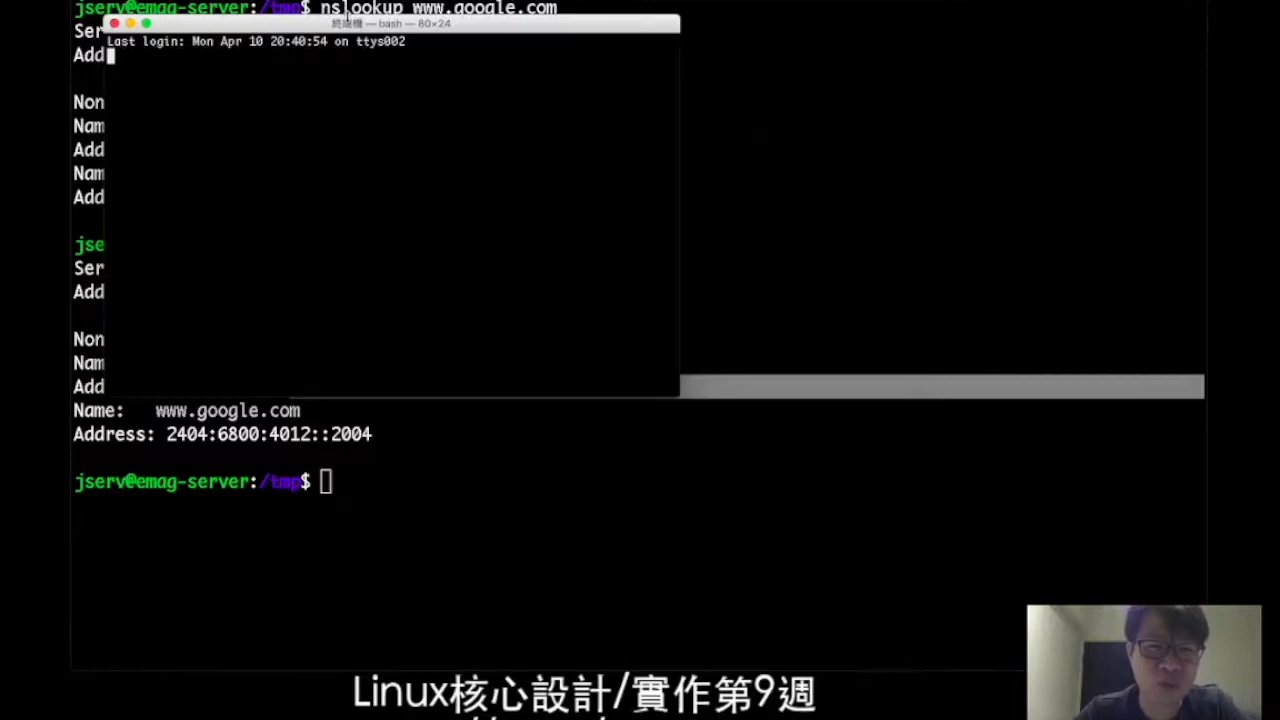 jserv@emag-server:/tmp$ nslookup www.google.com
終端機 — bash — 80×24
Ser
Last login: Mon Apr 10 20:40:54 on ttys002
Add
Non
Nam
Add
Nam
Add
jse
Ser
Add
Non
Nam
Add
Name: www.google.com
Address: 2404:6800:4012::2004
jserv@emag-server:/tmp$
Linux核心設計/實作第9週